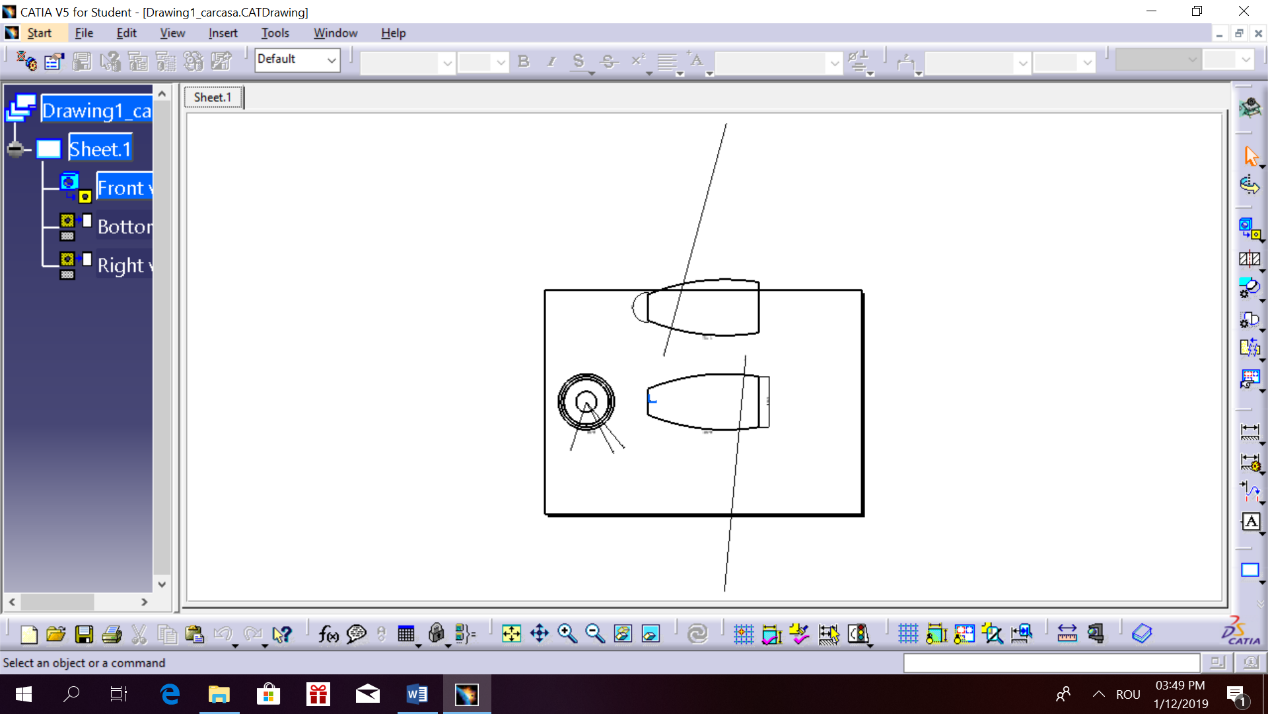 CATIA V5 for Student - [Drawing1_carcasa.CATDrawing]
Start File Edit View Insert Tools Window Help
Default
Sheet.1
Drawing1_ca
Sheet.1
Front v
Bottor
Right v
Select an object or a command
CATIA
ROU
03:49 PM
1/12/2019
1